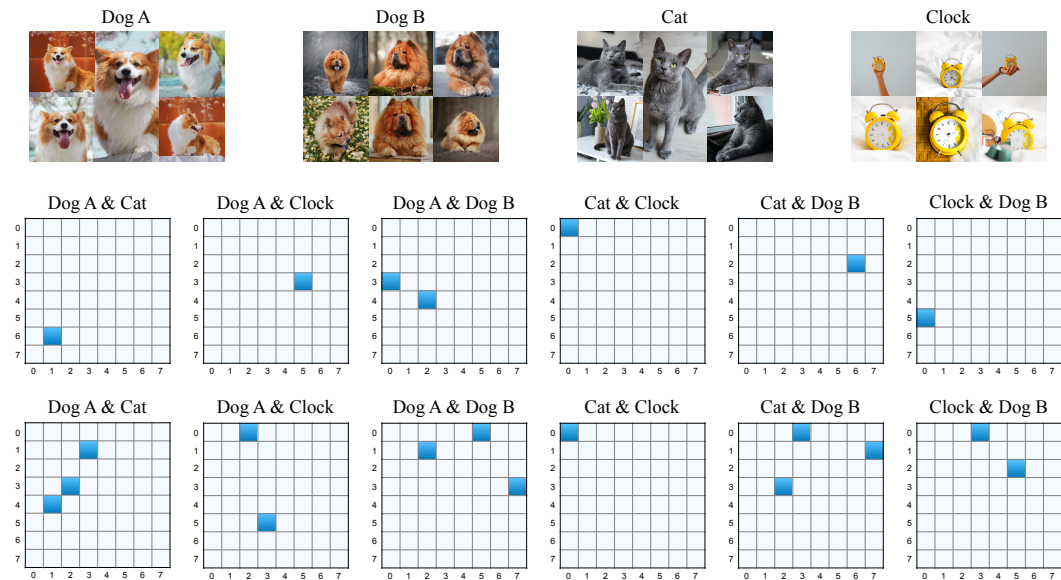 Dog A Dog B Cat Clock
Dog A & Cat Dog A & Clock Dog A & Dog B Cat & Clock Cat & Dog B Clock & Dog B
0 0 0 0 0 0
1 1 1 1 1 1
2 2 2 2 2 2
3 3 3 3 3 3
4 4 4 4 4 4
5 5 5 5 5 5
6 6 6 6 6 6
7 7 7 7 7 7
0 1 2 3 4 5 6 7 0 1 2 3 4 5 6 7 0 1 2 3 4 5 6 7 0 1 2 3 4 5 6 7 0 1 2 3 4 5 6 7 0 1 2 3 4 5 6 7
Dog A & Cat Dog A & Clock Dog A & Dog B Cat & Clock Cat & Dog B Clock & Dog B
0 0 0 0 0 0
1 1 1 1 1 1
2 2 2 2 2 2
3 3 3 3 3 3
4 4 4 4 4 4
5 5 5 5 5 5
6 6 6 6 6 6
7 7 7 7 7 7
0 1 2 3 4 5 6 7 0 1 2 3 4 5 6 7 0 1 2 3 4 5 6 7 0 1 2 3 4 5 6 7 0 1 2 3 4 5 6 7 0 1 2 3 4 5 6 7